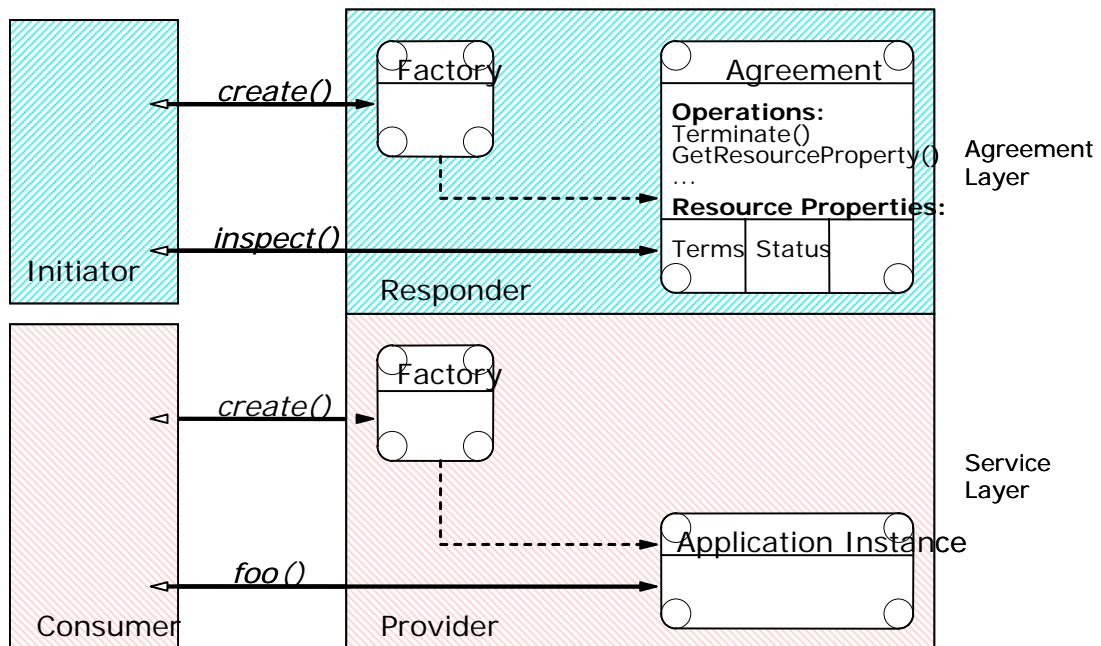 Factory
Agreement
create()
Operations:
Terminate()
GetResourceProperty()
...
Resource Properties:
Agreement
Layer
inspect()
Terms
Status
Initiator
Responder
Factory
create()
Service
Layer
Application Instance
foo()
Consumer
Provider